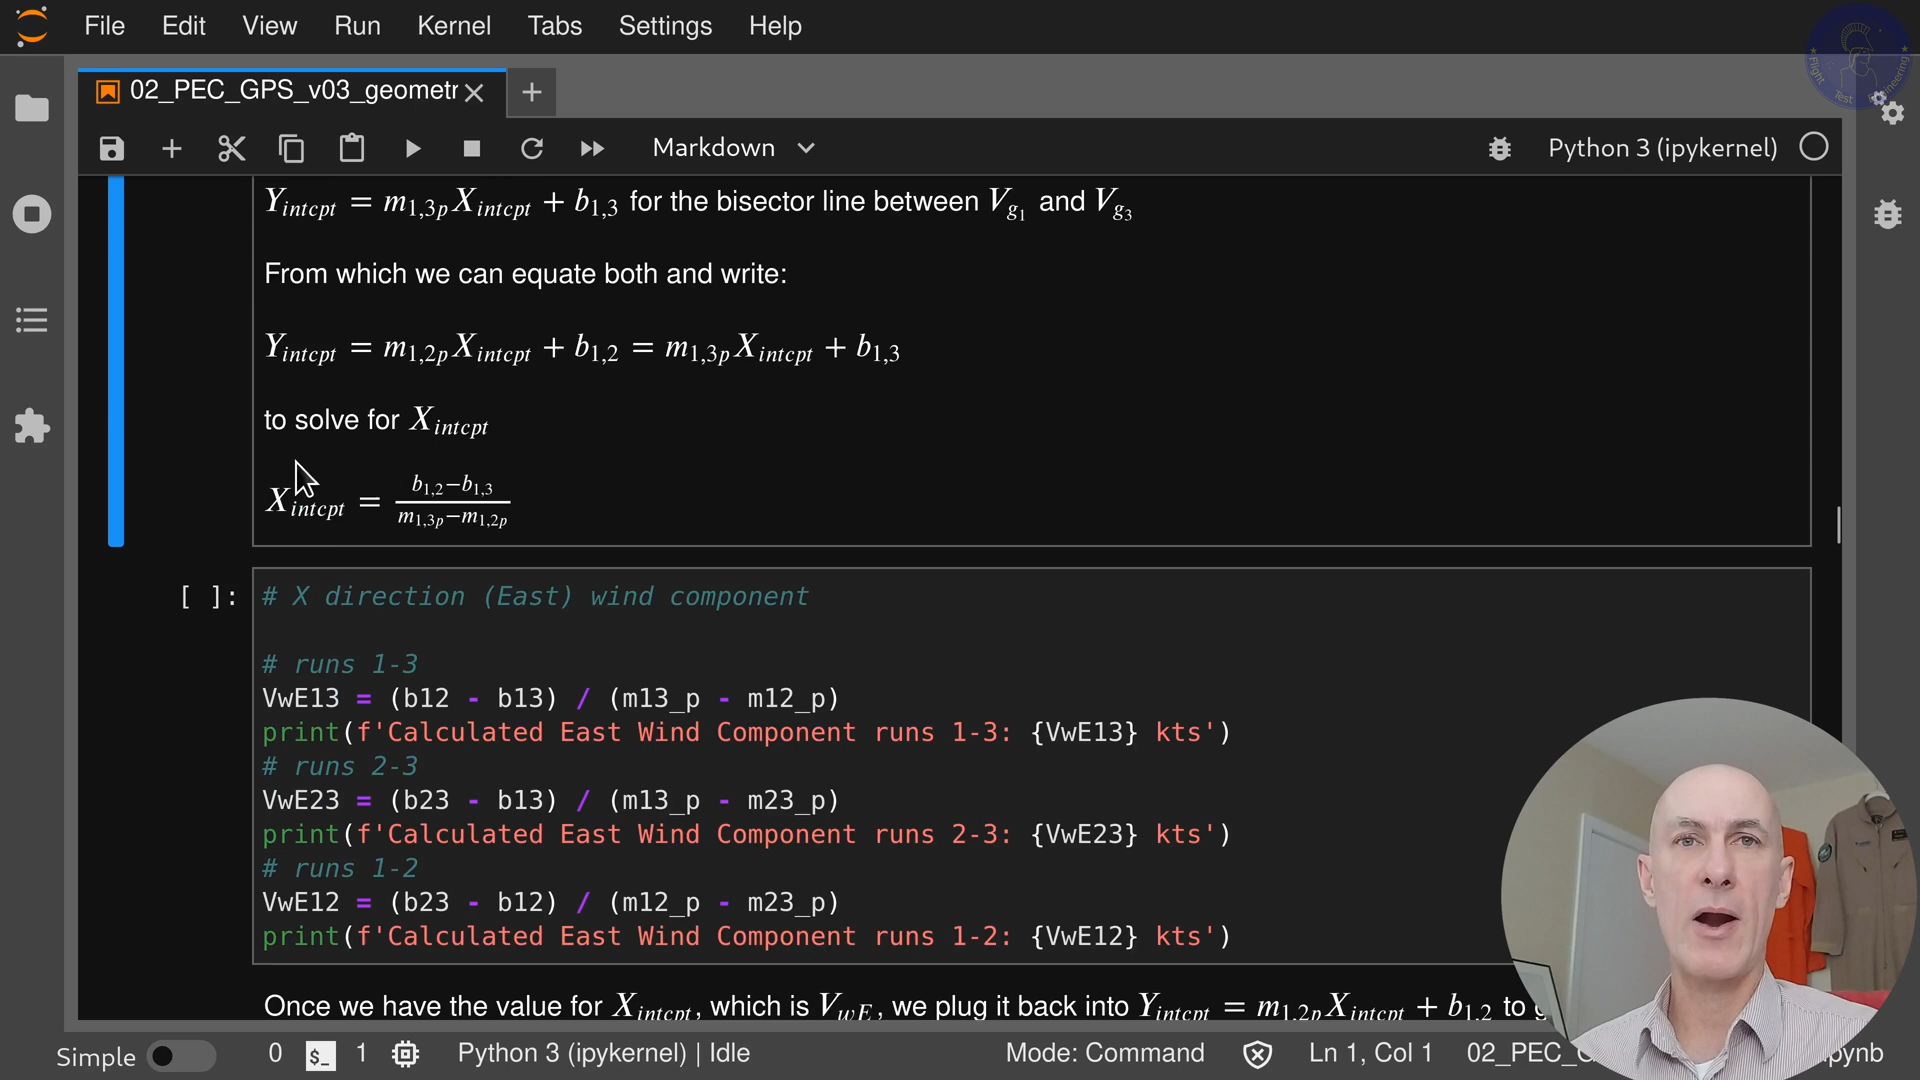 File Edit View Run Kernel Tabs Settings Help
02_PEC_GPS_v03_geometr
Markdown
Python 3 (ipykernel)
Flight Test Engineering
Y_intcpt = m_1,3p X_intcpt + b_1,3 for the bisector line between V_g1 and V_g3
From which we can equate both and write:
Y_intcpt = m_1,2p X_intcpt + b_1,2 = m_1,3p X_intcpt + b_1,3
to solve for X_intcpt
X_intcpt = (b_1,2−b_1,3)/(m_1,3p−m_1,2p)
[ ]: # X direction (East) wind component
# runs 1-3
VwE13 = (b12 - b13) / (m13_p - m12_p)
print(f'Calculated East Wind Component runs 1-3: {VwE13} kts')
# runs 2-3
VwE23 = (b23 - b13) / (m13_p - m23_p)
print(f'Calculated East Wind Component runs 2-3: {VwE23} kts')
# runs 1-2
VwE12 = (b23 - b12) / (m12_p - m23_p)
print(f'Calculated East Wind Component runs 1-2: {VwE12} kts')
Once we have the value for X_intcpt, which is V_wE, we plug it back into Y_intcpt = m_1,2p X_intcpt + b_1,2 to
Simple 0 $_ 1 Python 3 (ipykernel) | Idle Mode: Command Ln 1, Col 1 02_PEC_ ipynb